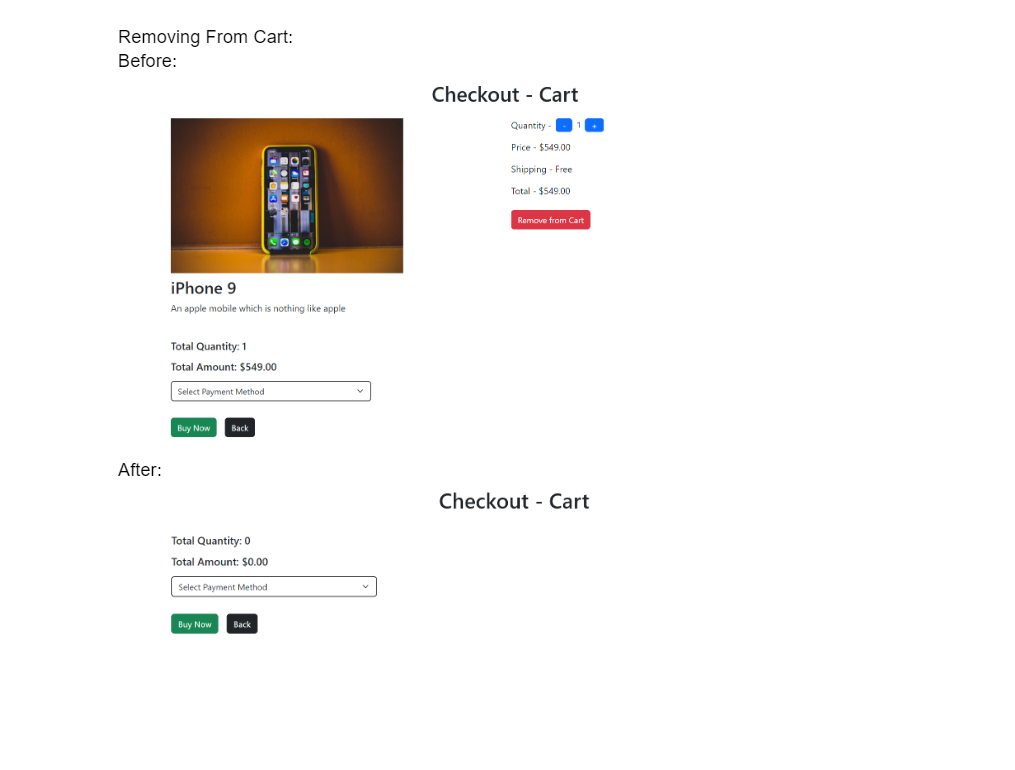 Removing From Cart:
Before:
Checkout - Cart
Quantity - - 1 +
Price - $549.00
Shipping - Free
Total - $549.00
Remove from Cart
iPhone 9
An apple mobile which is nothing like apple
Total Quantity: 1
Total Amount: $549.00
Select Payment Method
Buy Now Back
After:
Checkout - Cart
Total Quantity: 0
Total Amount: $0.00
Select Payment Method
Buy Now Back